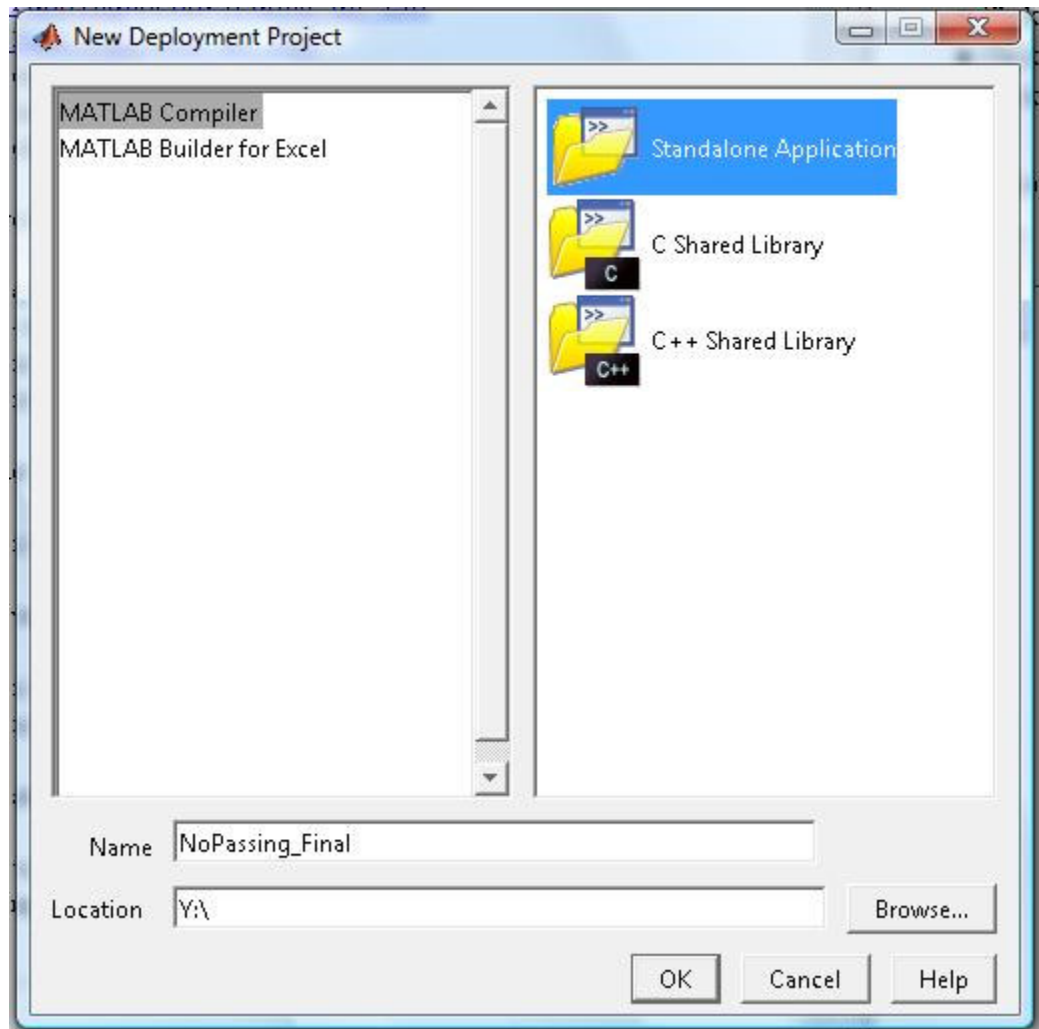 New Deployment Project
MATLAB Compiler
MATLAB Builder for Excel
>> Standalone Application
>> C Shared Library
C
>> C++ Shared Library
C++
Name NoPassing_Final
Location Y:\ Browse...
OK Cancel Help